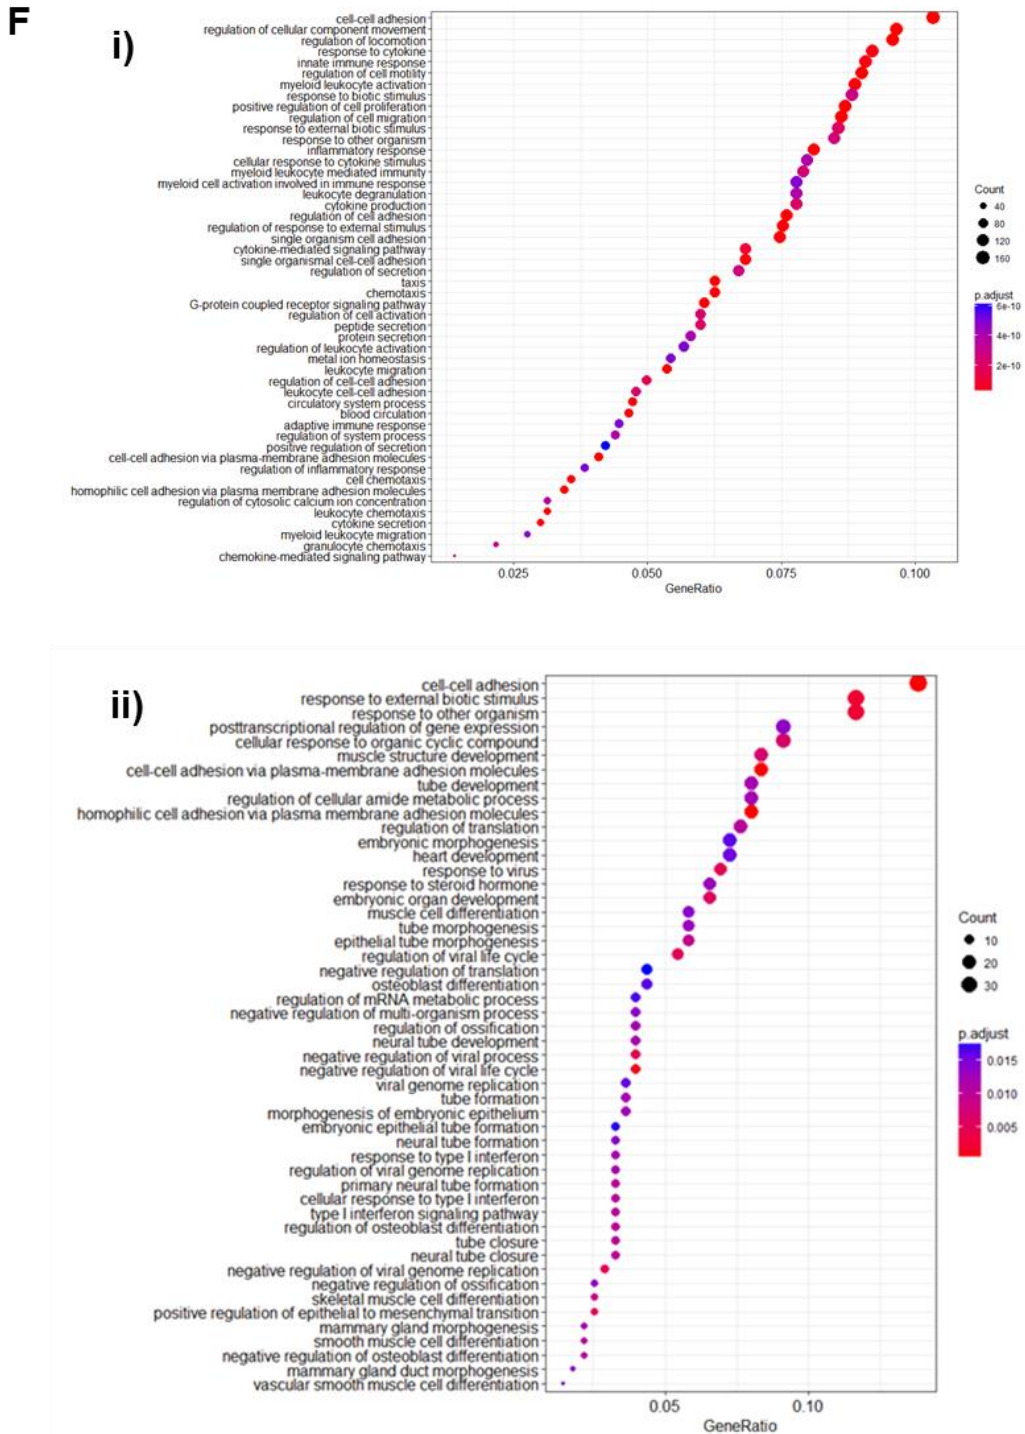 F
i)
cell-cell adhesion
regulation of cellular component movement
regulation of locomotion
response to cytokine
innate immune response
regulation of cell motility
myeloid leukocyte activation
response to biotic stimulus
positive regulation of cell proliferation
regulation of cell migration
response to external biotic stimulus
response to other organism
inflammatory response
cellular response to cytokine stimulus
myeloid leukocyte mediated immunity
myeloid cell activation involved in immune response
leukocyte degranulation
cytokine production
regulation of cell adhesion
regulation of response to external stimulus
single organism cell adhesion
cytokine-mediated signaling pathway
single organismal cell-cell adhesion
regulation of secretion
taxis
chemotaxis
G-protein coupled receptor signaling pathway
regulation of cell activation
peptide secretion
protein secretion
regulation of leukocyte activation
metal ion homeostasis
leukocyte migration
regulation of cell-cell adhesion
leukocyte cell-cell adhesion
circulatory system process
blood circulation
adaptive immune response
regulation of system process
positive regulation of secretion
cell-cell adhesion via plasma-membrane adhesion molecules
regulation of inflammatory response
cell chemotaxis
homophilic cell adhesion via plasma membrane adhesion molecules
regulation of cytosolic calcium ion concentration
leukocyte chemotaxis
cytokine secretion
myeloid leukocyte migration
granulocyte chemotaxis
chemokine-mediated signaling pathway
0.025 0.050 0.075 0.100
GeneRatio
Count
40
80
120
160
p.adjust
6e-10
4e-10
2e-10
ii)
cell-cell adhesion
response to external biotic stimulus
response to other organism
posttranscriptional regulation of gene expression
cellular response to organic cyclic compound
muscle structure development
cell-cell adhesion via plasma-membrane adhesion molecules
tube development
regulation of cellular amide metabolic process
homophilic cell adhesion via plasma membrane adhesion molecules
regulation of translation
embryonic morphogenesis
heart development
response to virus
response to steroid hormone
embryonic organ development
muscle cell differentiation
tube morphogenesis
epithelial tube morphogenesis
regulation of viral life cycle
negative regulation of translation
osteoblast differentiation
regulation of mRNA metabolic process
negative regulation of multi-organism process
regulation of ossification
neural tube development
negative regulation of viral process
negative regulation of viral life cycle
viral genome replication
tube formation
morphogenesis of embryonic epithelium
embryonic epithelial tube formation
neural tube formation
response to type I interferon
regulation of viral genome replication
primary neural tube formation
cellular response to type I interferon
type I interferon signaling pathway
regulation of osteoblast differentiation
tube closure
neural tube closure
negative regulation of viral genome replication
negative regulation of ossification
skeletal muscle cell differentiation
positive regulation of epithelial to mesenchymal transition
mammary gland morphogenesis
smooth muscle cell differentiation
negative regulation of osteoblast differentiation
mammary gland duct morphogenesis
vascular smooth muscle cell differentiation
0.05 0.10
GeneRatio
Count
10
20
30
p.adjust
0.015
0.010
0.005